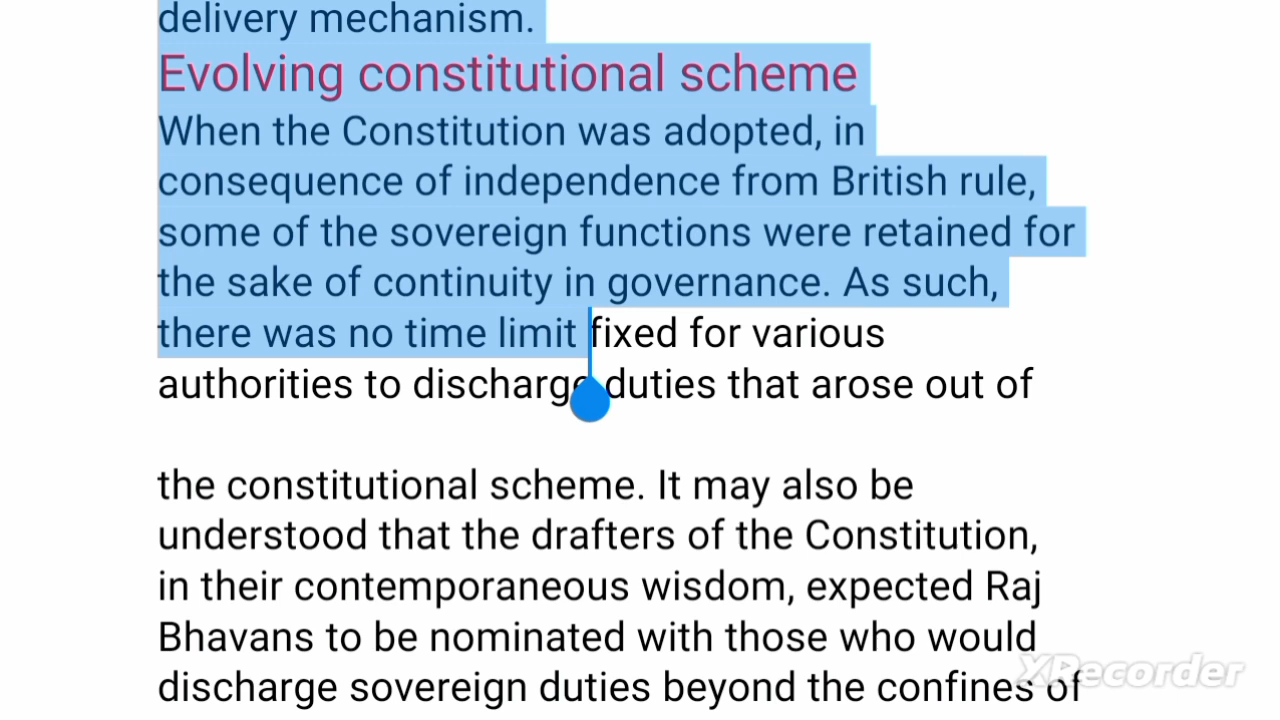 delivery mechanism.
Evolving constitutional scheme
When the Constitution was adopted, in
consequence of independence from British rule,
some of the sovereign functions were retained for
the sake of continuity in governance. As such,
there was no time limit fixed for various
authorities to discharge duties that arose out of
the constitutional scheme. It may also be
understood that the drafters of the Constitution,
in their contemporaneous wisdom, expected Raj
Bhavans to be nominated with those who would
discharge sovereign duties beyond the confines of
XRecorder